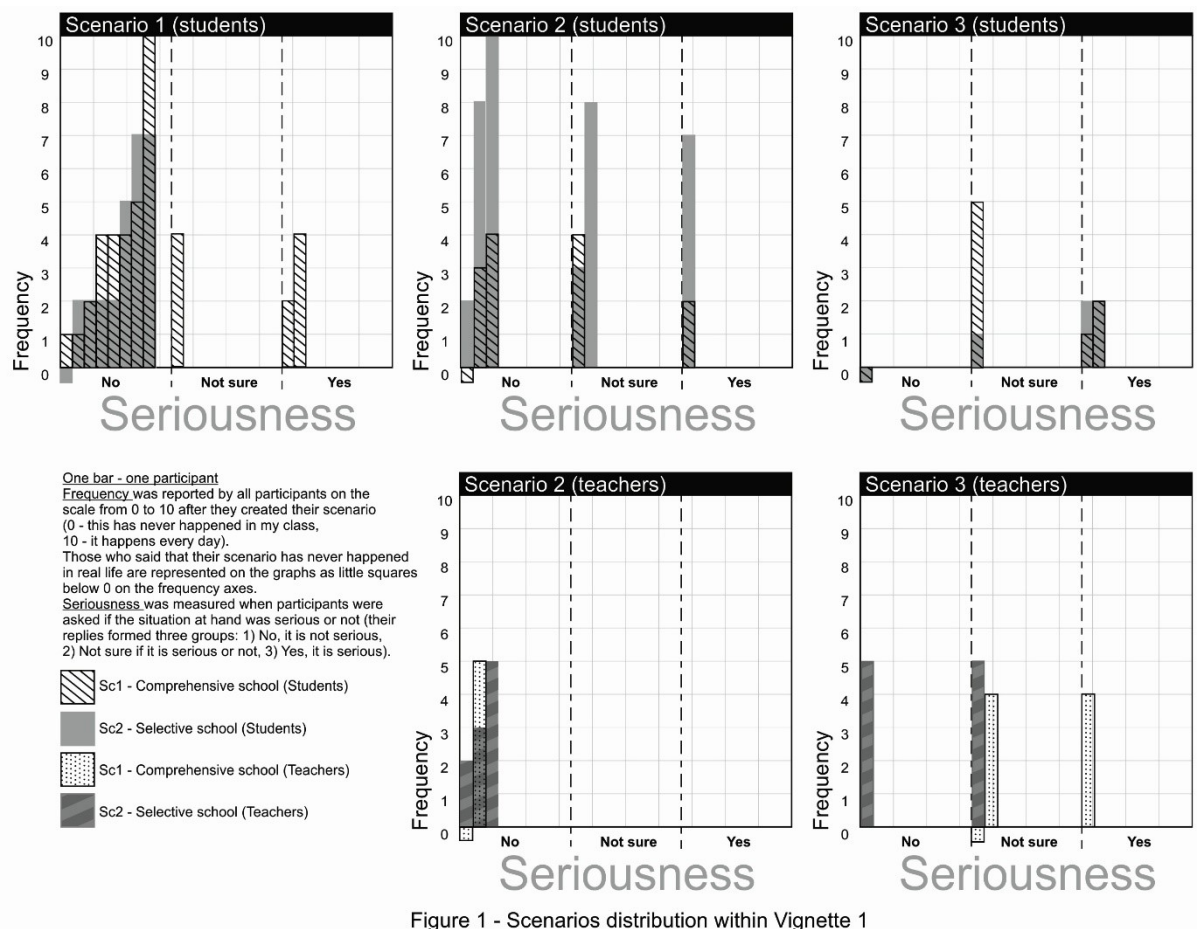 Scenario 1 (students)
10
9
8
7
6
5
4
3
2
1
0
Frequency
No Not sure Yes
Seriousness
Scenario 2 (students)
10
9
8
7
6
5
4
3
2
1
0
Frequency
No Not sure Yes
Seriousness
Scenario 3 (students)
10
9
8
7
6
5
4
3
2
1
0
Frequency
No Not sure Yes
Seriousness
One bar - one participant
Frequency was reported by all participants on the
scale from 0 to 10 after they created their scenario
(0 - this has never happened in my class,
10 - it happens every day).
Those who said that their scenario has never happened
in real life are represented on the graphs as little squares
below 0 on the frequency axes.
Seriousness was measured when participants were
asked if the situation at hand was serious or not (their
replies formed three groups: 1) No, it is not serious,
2) Not sure if it is serious or not, 3) Yes, it is serious).
Sc1 - Comprehensive school (Students)
Sc2 - Selective school (Students)
Sc1 - Comprehensive school (Teachers)
Sc2 - Selective school (Teachers)
Scenario 2 (teachers)
10
9
8
7
6
5
4
3
2
1
0
Frequency
No Not sure Yes
Seriousness
Scenario 3 (teachers)
10
9
8
7
6
5
4
3
2
1
0
Frequency
No Not sure Yes
Seriousness
Figure 1 - Scenarios distribution within Vignette 1